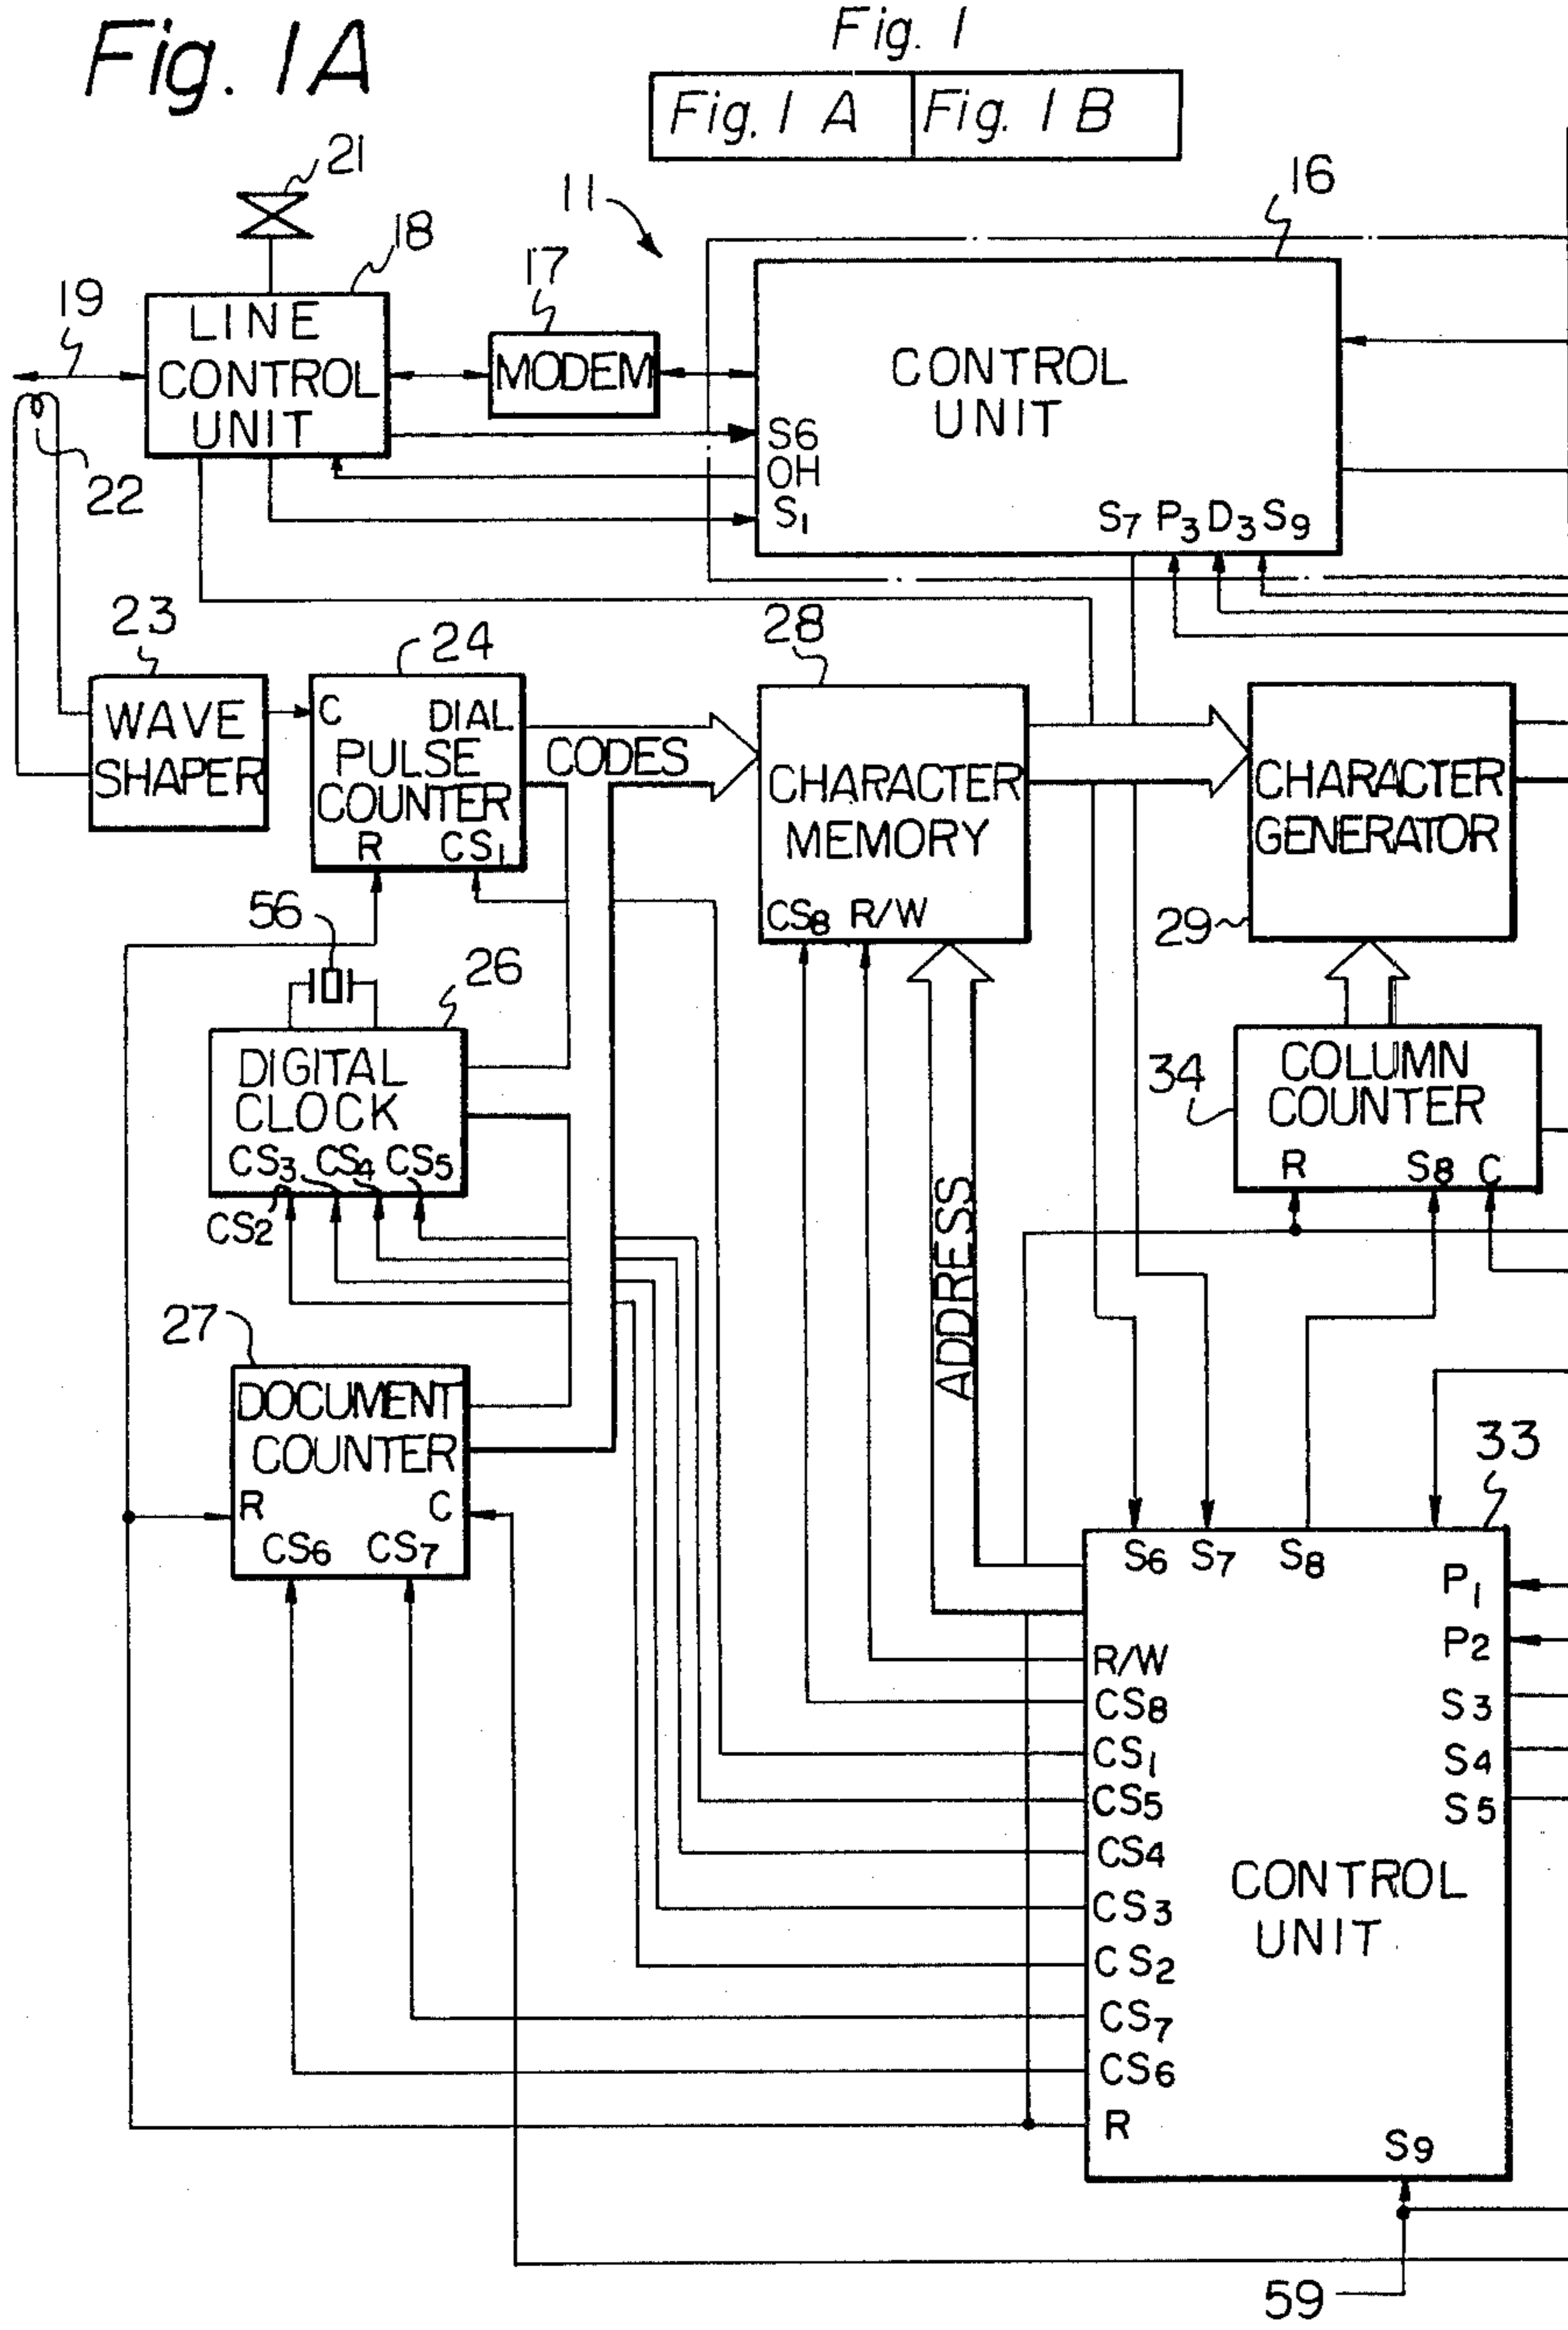 Fig. 1A
Fig. 1
Fig. 1 A
Fig. 1 B
21
11
16
18
17
19
LINE
CONTROL
UNIT
MODEM
CONTROL
UNIT
S6
OH
S1
S7 P3 D3 S9
22
23
24
28
WAVE
SHAPER
C DIAL
PULSE
COUNTER
R CS1
CODES
CHARACTER
MEMORY
CS8 R/W
CHARACTER
GENERATOR
29
56
26
DIGITAL
CLOCK
CS3 CS4 CS5
CS2
34
COLUMN
COUNTER
R S8 C
ADDRESS
27
DOCUMENT
COUNTER
R C
CS6 CS7
33
S6 S7 S8
P1
P2
R/W
S3
CS8
CS1
S4
CS5
S5
CS4
CONTROL
UNIT
CS3
CS2
CS7
CS6
R
S9
59